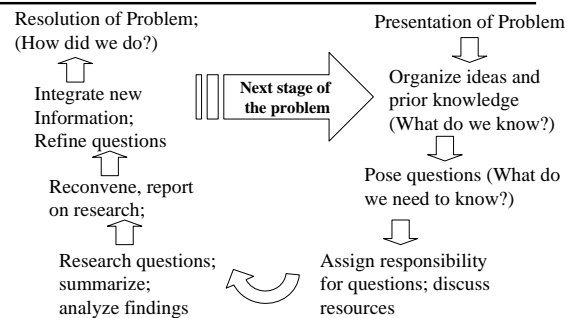 Resolution of Problem;
(How did we do?)
Integrate new
Information;
Refine questions
Reconvene, report
on research;
Research questions;
summarize;
analyze findings
Next stage of
the problem
Presentation of Problem
Organize ideas and
prior knowledge
(What do we know?)
Pose questions (What do
we need to know?)
Assign responsibility
for questions; discuss
resources